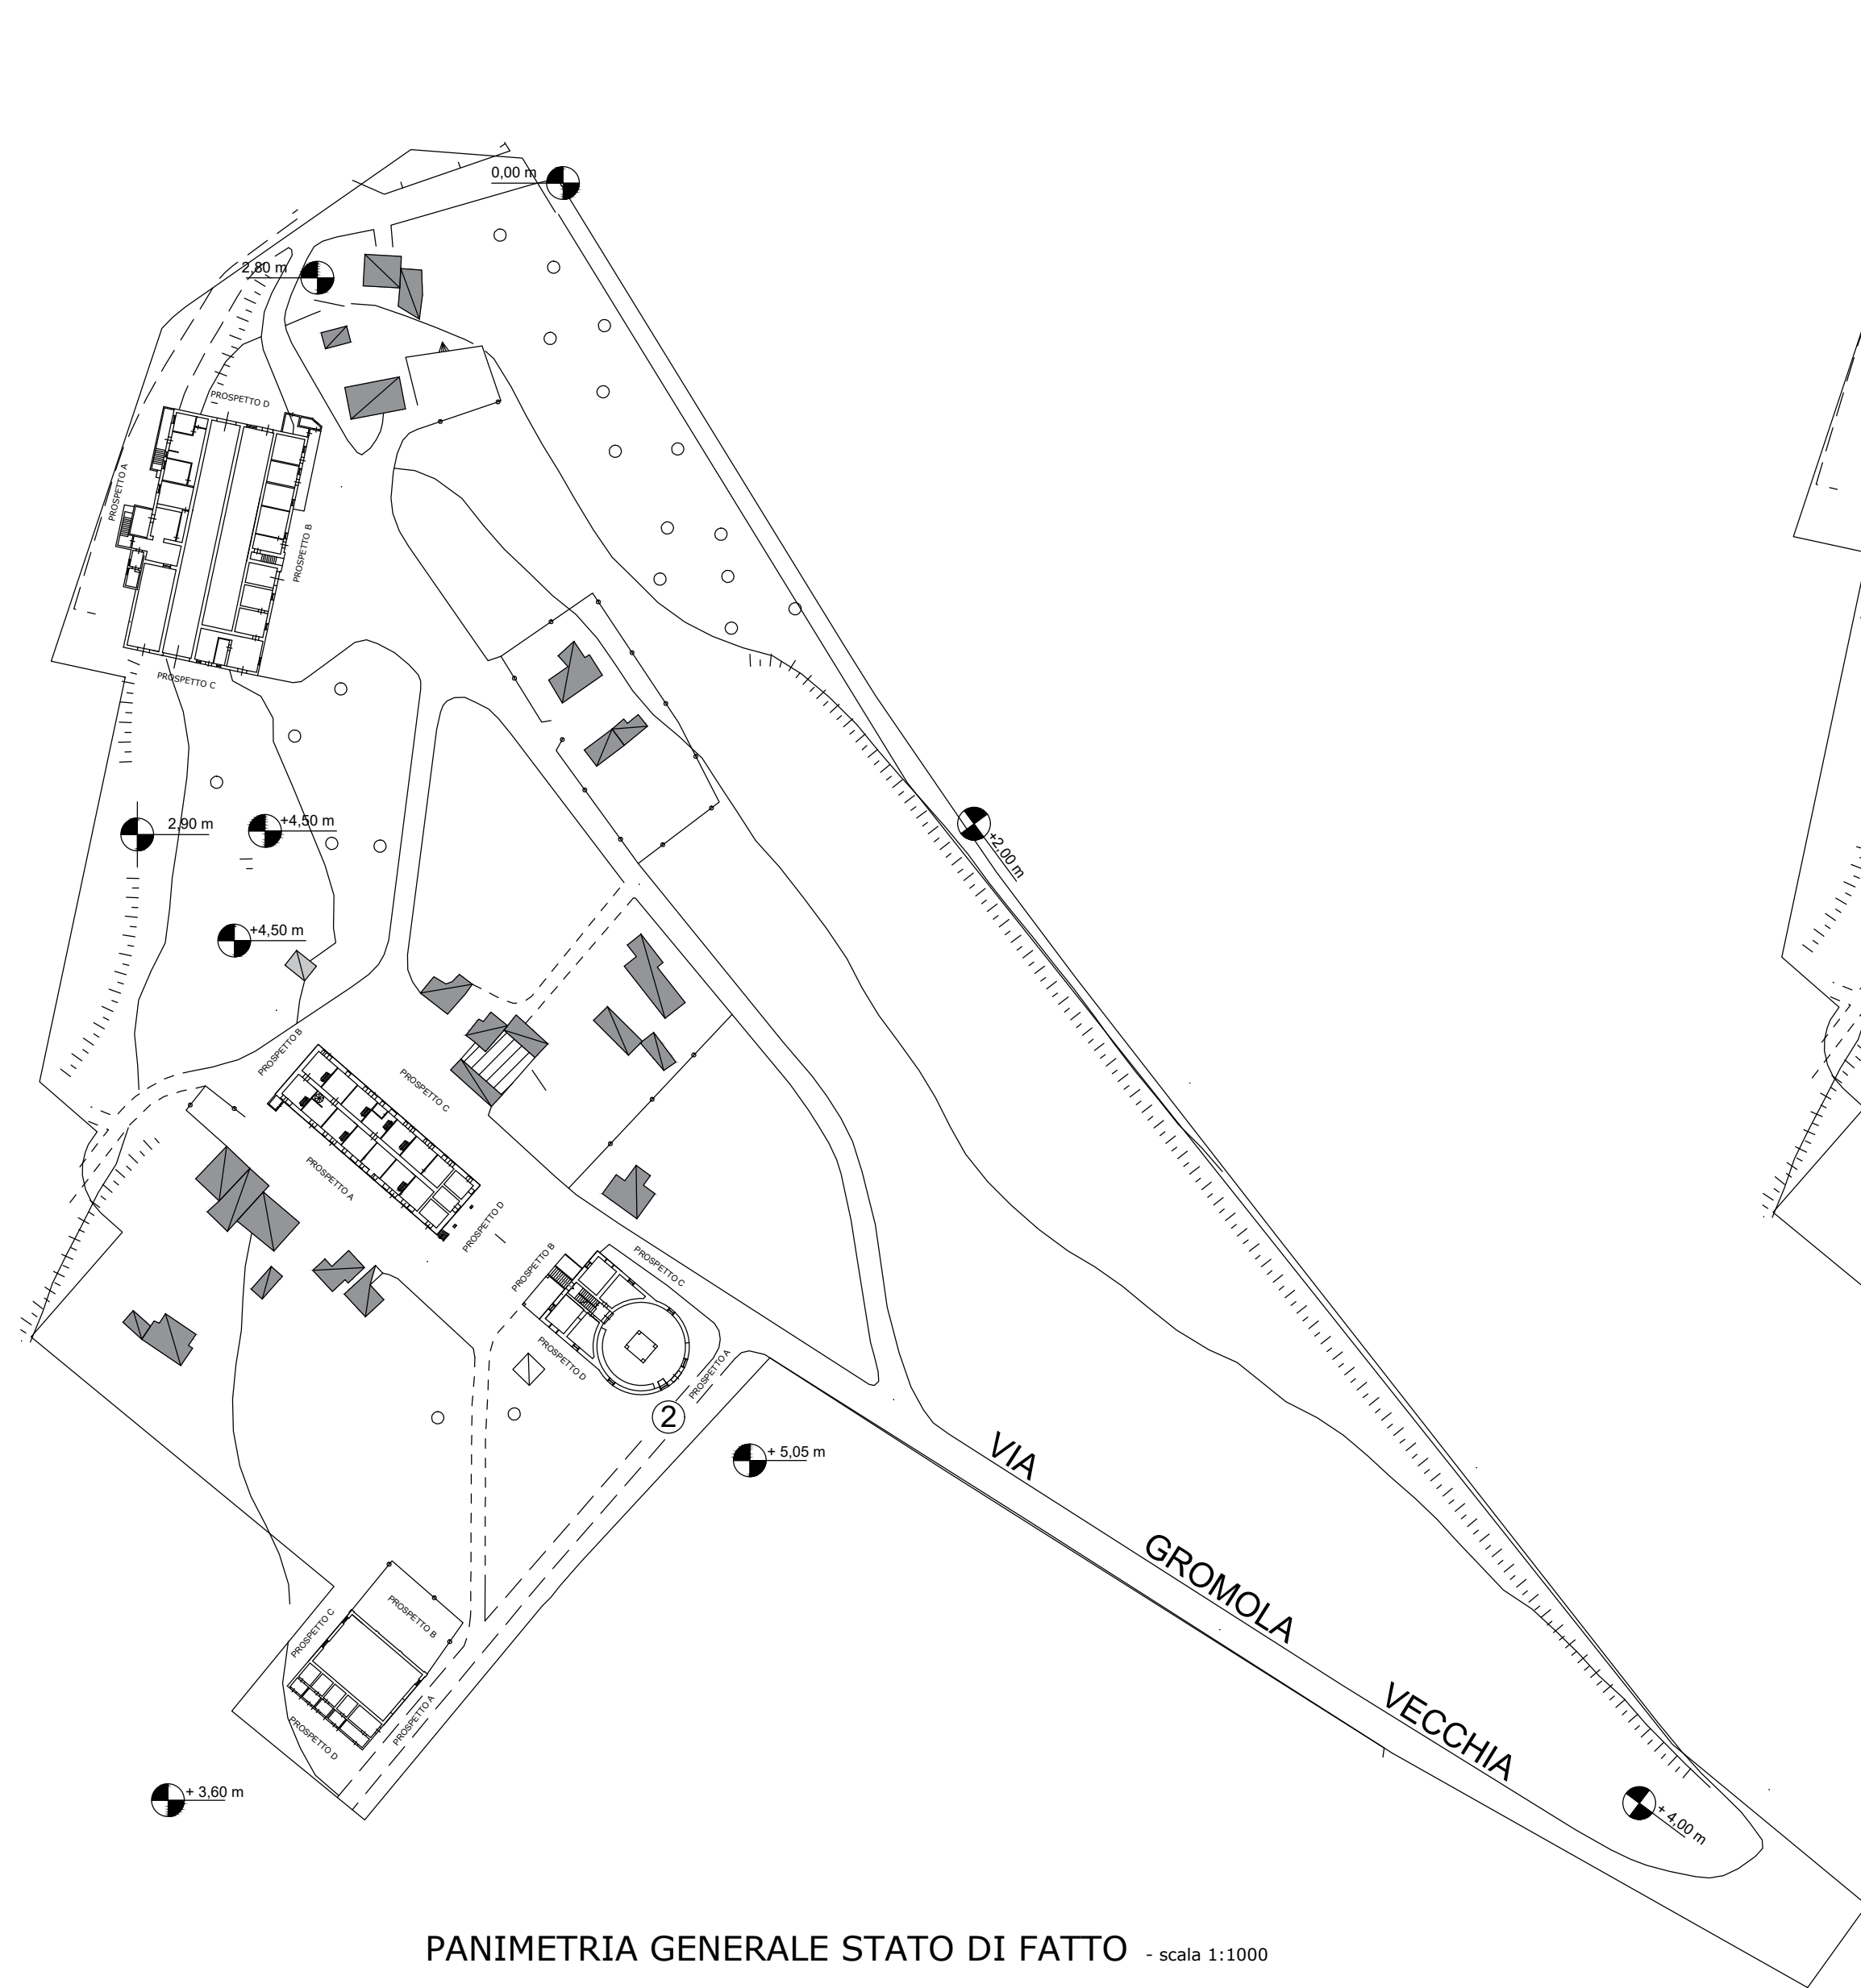 0,00 m
2,80 m
PROSPETTO D
PROSPETTO A
PROSPETTO B
PROSPETTO C
2,90 m
+4,50 m
+2,00 m
+4,50 m
PROSPETTO B
PROSPETTO C
PROSPETTO A
PROSPETTO D
PROSPETTO B
PROSPETTO C
PROSPETTO D
PROSPETTO A
2
+ 5,05 m
VIA
GROMOLA
VECCHIA
PROSPETTO C
PROSPETTO B
PROSPETTO A
PROSPETTO D
+ 3,60 m
+ 4,00 m
PANIMETRIA GENERALE STATO DI FATTO - scala 1:1000